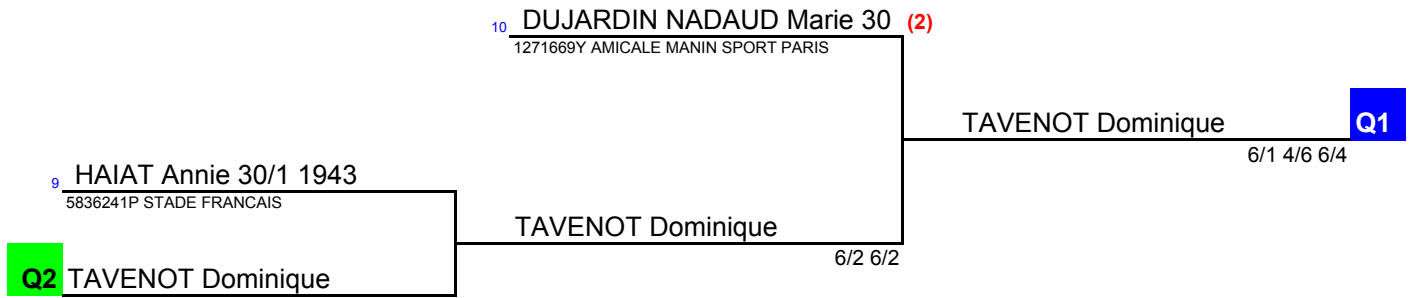 10 DUJARDIN NADAUD Marie 30 (2)
1271669Y AMICALE MANIN SPORT PARIS
TAVENOT Dominique Q1
6/1 4/6 6/4
9 HAIAT Annie 30/1 1943
5836241P STADE FRANCAIS
TAVENOT Dominique
6/2 6/2
Q2 TAVENOT Dominique